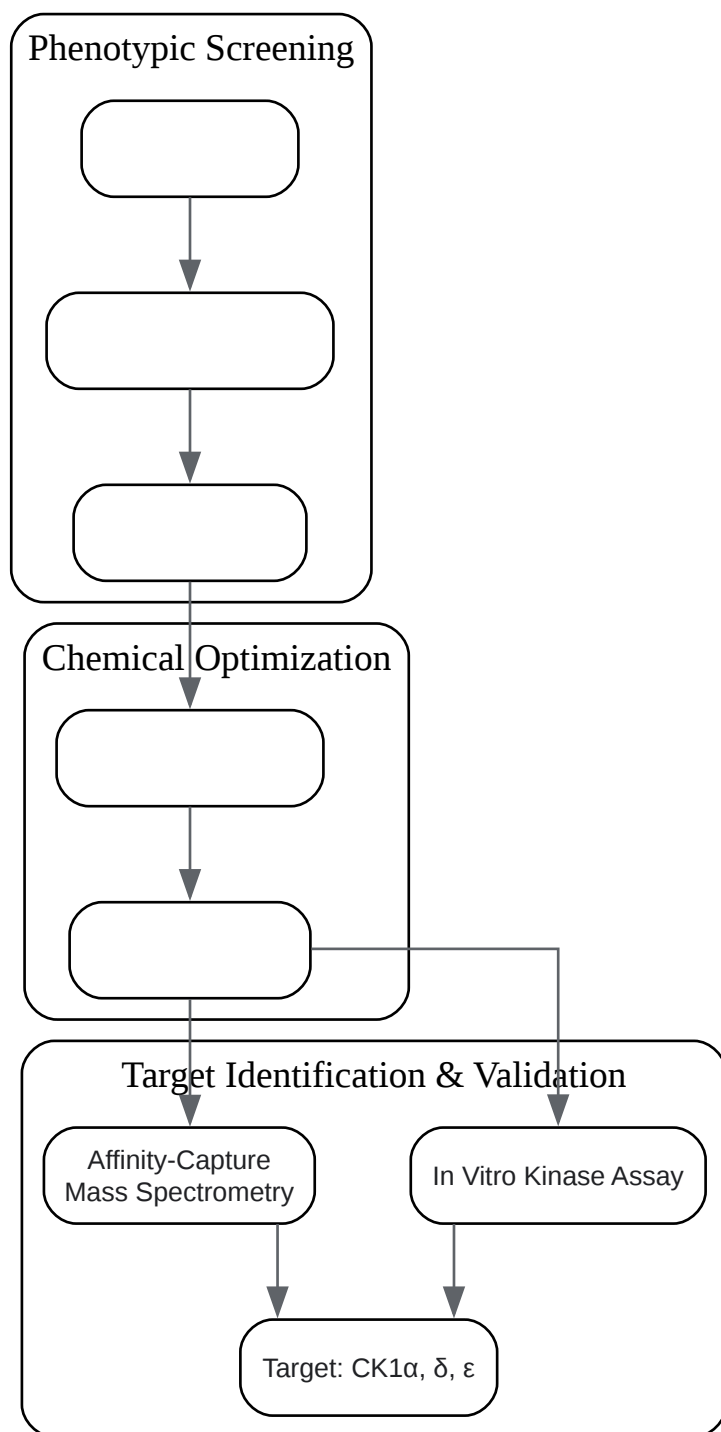 Phenotypic Screening
Chemical Optimization
Target Identification & Validation
Affinity-Capture
Mass Spectrometry
In Vitro Kinase Assay
Target: CK1α, δ, ε